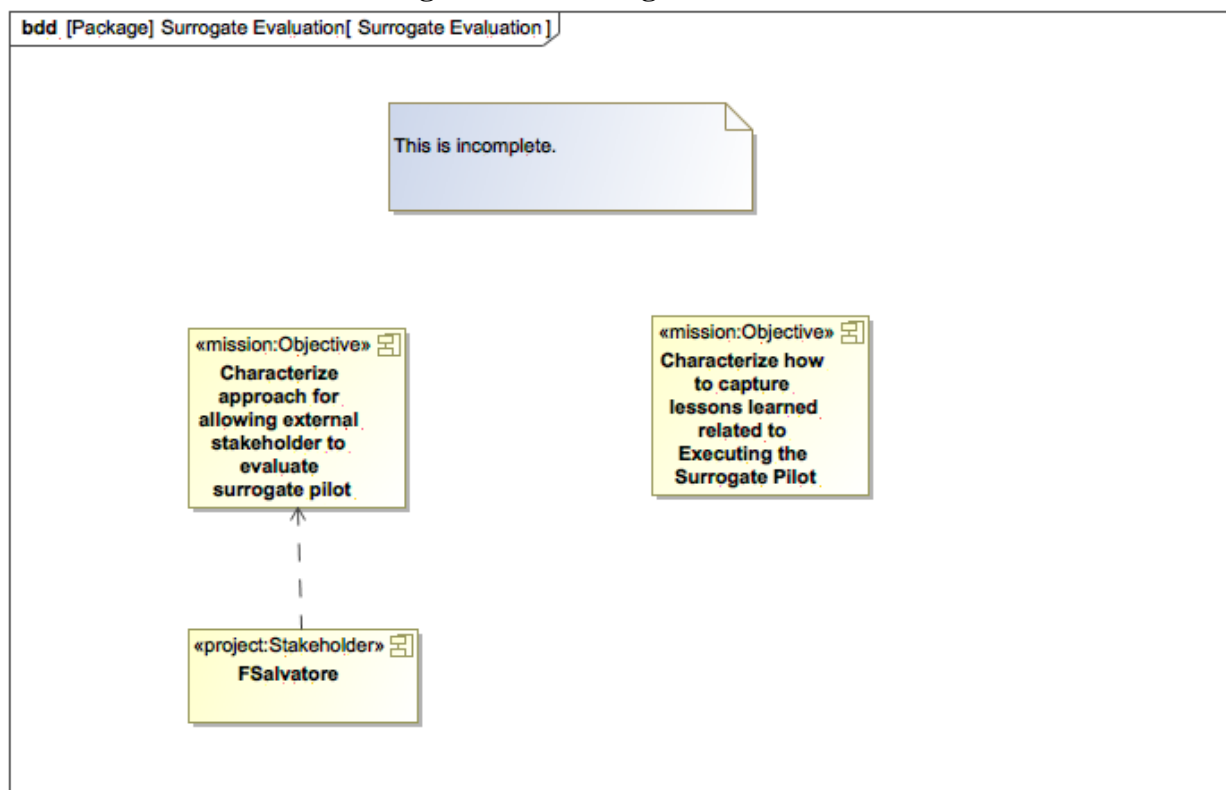 bdd [Package] Surrogate Evaluation[ Surrogate Evaluation ]
This is incomplete.
«mission:Objective»
Characterize
approach for
allowing external
stakeholder to
evaluate
surrogate pilot
«mission:Objective»
Characterize how
to capture
lessons learned
related to
Executing the
Surrogate Pilot
«project:Stakeholder»
FSalvatore